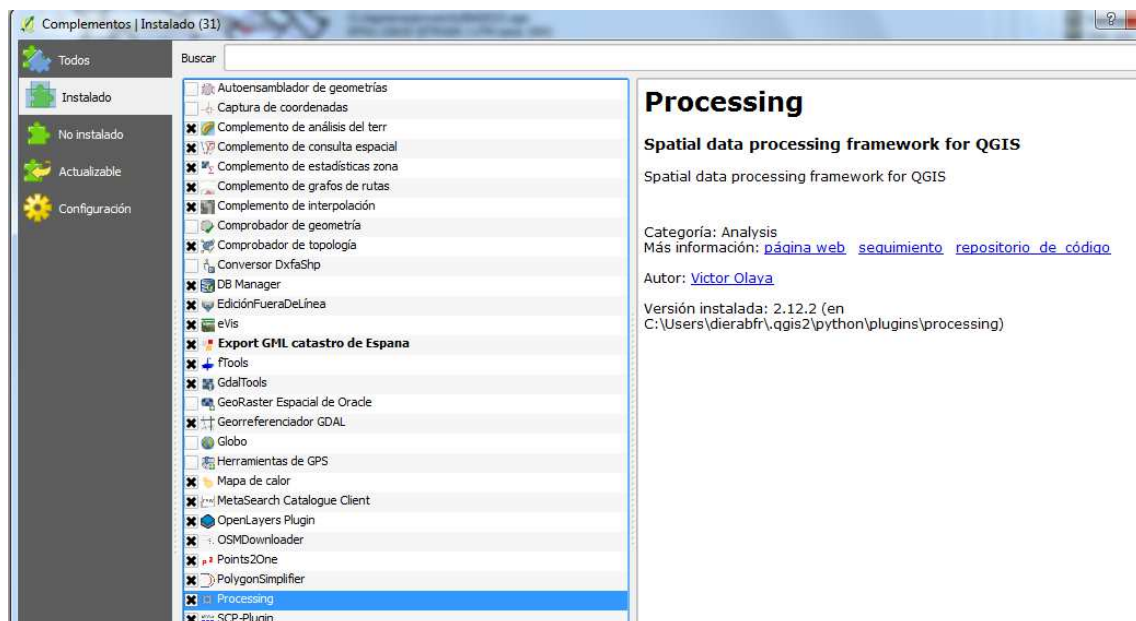 Complementos | Instalado (31)
Todos
Instalado
No instalado
Actualizable
Configuración
Buscar
Autoensamblador de geometrías
Captura de coordenadas
Complemento de análisis del terr
Complemento de consulta espacial
Complemento de estadísticas zona
Complemento de grafos de rutas
Complemento de interpolación
Comprobador de geometría
Comprobador de topología
Conversor DxfaShp
DB Manager
EdiciónFueraDeLínea
eVis
Export GML catastro de Espana
fTools
GdalTools
GeoRaster Espacial de Oracle
Georreferenciador GDAL
Globo
Herramientas de GPS
Mapa de calor
MetaSearch Catalogue Client
OpenLayers Plugin
OSMDownloader
Points2One
PolygonSimplifier
Processing
SCP-Plugin
Processing
Spatial data processing framework for QGIS
Spatial data processing framework for QGIS
Categoría: Analysis
Más información: página web seguimiento repositorio de código
Autor: Victor Olaya
Versión instalada: 2.12.2 (en
C:\Users\dierabfr\.qgis2\python\plugins\processing)